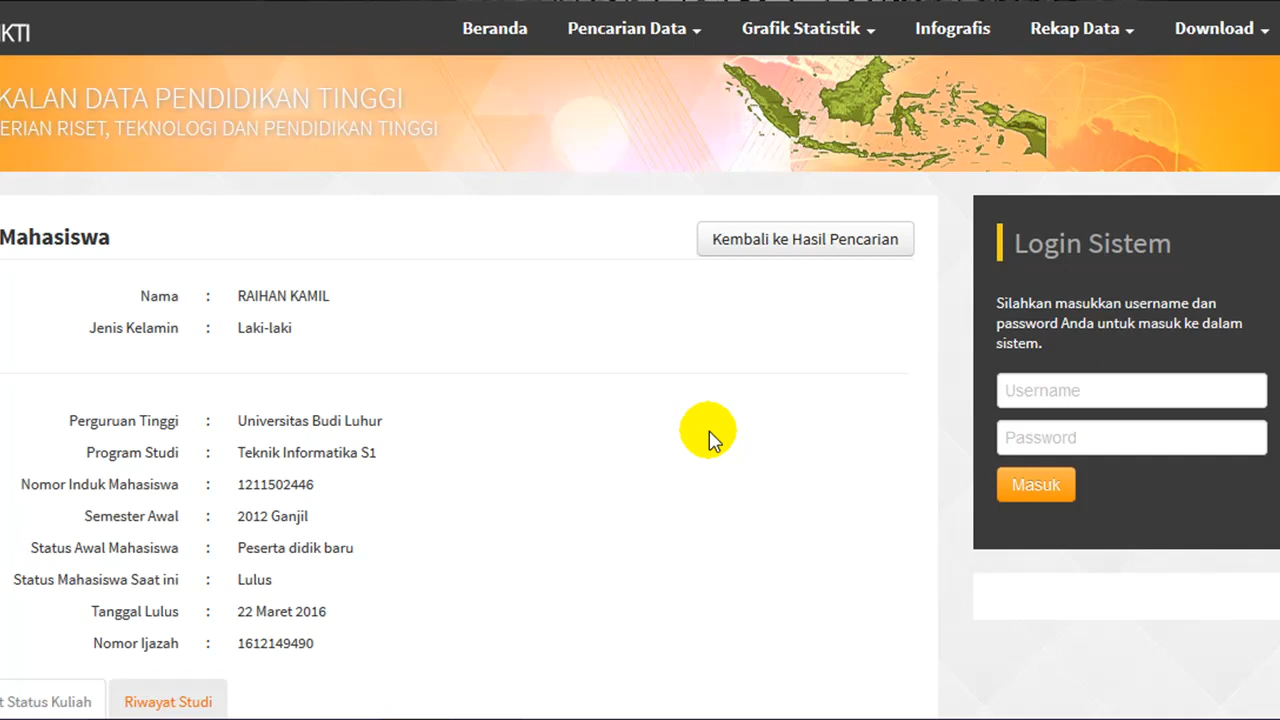 KTI Beranda Pencarian Data Grafik Statistik Infografis Rekap Data Download
KALAN DATA PENDIDIKAN TINGGI
ERIAN RISET, TEKNOLOGI DAN PENDIDIKAN TINGGI
Mahasiswa
Kembali ke Hasil Pencarian
Nama : RAIHAN KAMIL
Jenis Kelamin : Laki-laki
Perguruan Tinggi : Universitas Budi Luhur
Program Studi : Teknik Informatika S1
Nomor Induk Mahasiswa : 1211502446
Semester Awal : 2012 Ganjil
Status Awal Mahasiswa : Peserta didik baru
Status Mahasiswa Saat ini : Lulus
Tanggal Lulus : 22 Maret 2016
Nomor Ijazah : 1612149490
t Status Kuliah Riwayat Studi
Login Sistem
Silahkan masukkan username dan
password Anda untuk masuk ke dalam
sistem.
Username
Password
Masuk